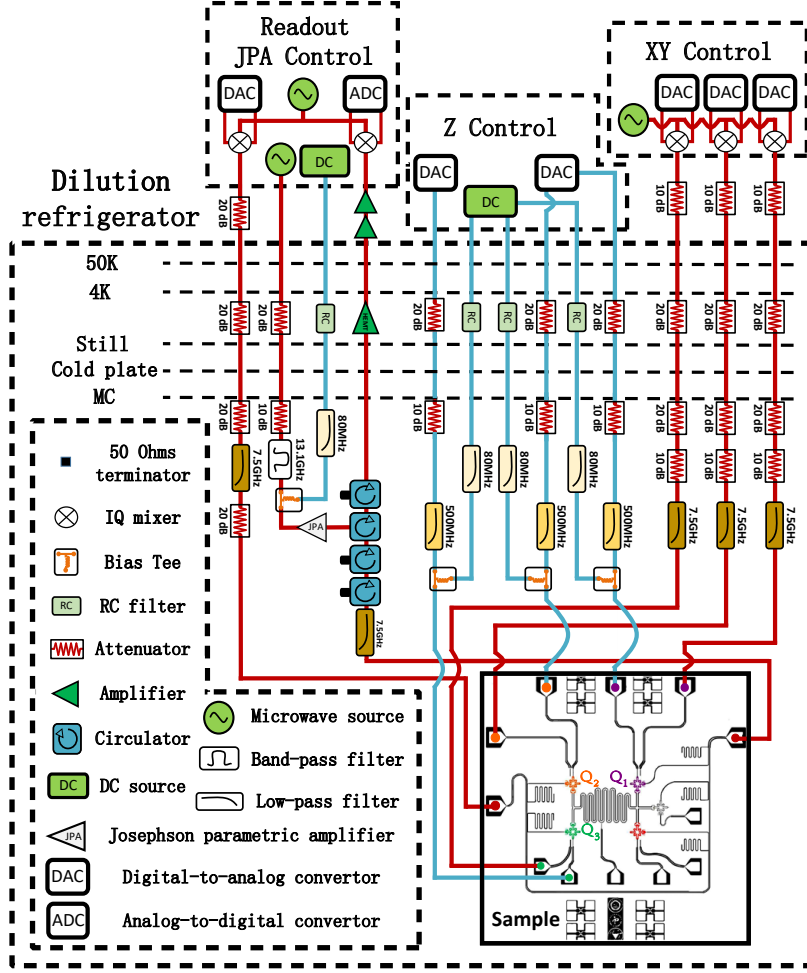 Readout
JPA Control
DAC
ADC
DC
XY Control
DAC
DAC
DAC
Z Control
DAC
DC
DAC
Dilution
refrigerator
20 dB
10 dB
10 dB
10 dB
50K
4K
20 dB
20 dB
RC
HEMT
20 dB
RC
RC
20 dB
RC
20 dB
20 dB
20 dB
20 dB
Still
Cold plate
MC
20 dB
10 dB
80MHz
10 dB
10 dB
10 dB
20 dB
20 dB
20 dB
7.5GHz
13.1GHz
80MHz
80MHz
80MHz
10 dB
10 dB
10 dB
20 dB
JPA
500MHz
500MHz
500MHz
7.5GHz
7.5GHz
7.5GHz
7.5GHz
50 Ohms
terminator
IQ mixer
Bias Tee
RC
RC filter
Attenuator
Amplifier
Circulator
DC
DC source
Microwave source
Band-pass filter
Low-pass filter
JPA
Josephson parametric amplifier
DAC
Digital-to-analog convertor
ADC
Analog-to-digital convertor
Q2
Q1
Q3
Sample